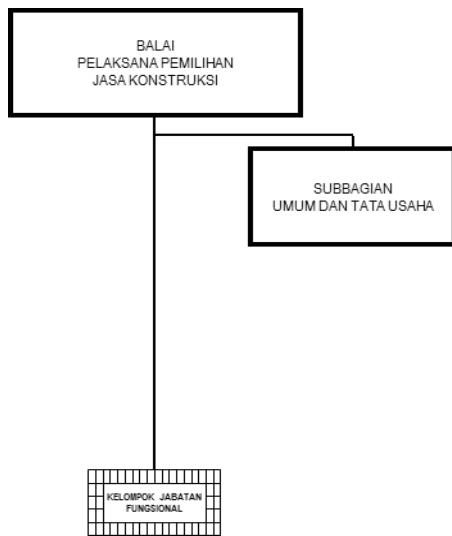 BALAI
PELAKSANA PEMILIHAN
JASA KONSTRUKSI
SUBBAGIAN
UMUM DAN TATA USAHA
KELOMPOK JABATAN
FUNGSIONAL